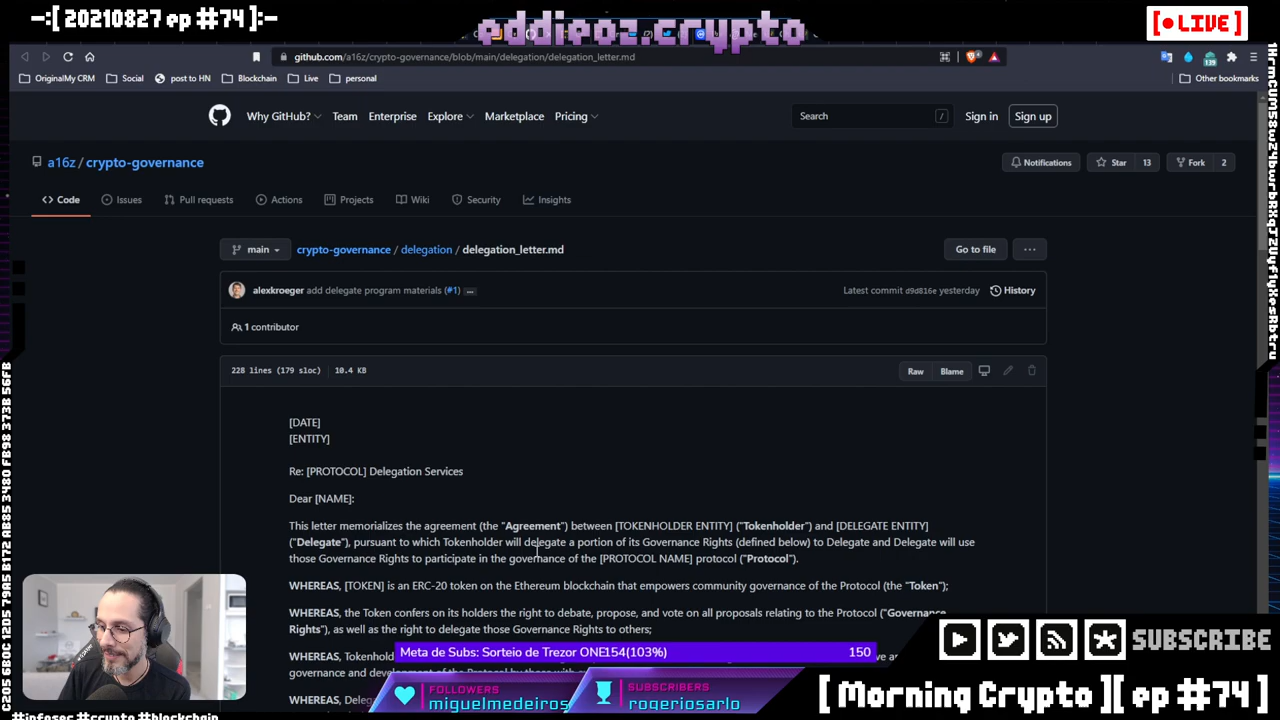 -:[ 20210827 ep #74 ]:-
eddieoz.crypto
[● LIVE]
github.com/a16z/crypto-governance/blob/main/delegation/delegation_letter.md
139
OriginalMy CRM
Social
post to HN
Blockchain
Live
personal
Other bookmarks
Why GitHub?
Team
Enterprise
Explore
Marketplace
Pricing
Search
/
Sign in
Sign up
a16z / crypto-governance
Notifications
Star 13
Fork 2
Code
Issues
Pull requests
Actions
Projects
Wiki
Security
Insights
main
crypto-governance / delegation / delegation_letter.md
Go to file
...
alexkroeger add delegate program materials (#1) ...
Latest commit d9d816e yesterday
History
1 contributor
228 lines (179 sloc)
10.4 KB
Raw
Blame
[DATE]
[ENTITY]
Re: [PROTOCOL] Delegation Services
Dear [NAME]:
This letter memorializes the agreement (the "Agreement") between [TOKENHOLDER ENTITY] ("Tokenholder") and [DELEGATE ENTITY]
("Delegate"), pursuant to which Tokenholder will delegate a portion of its Governance Rights (defined below) to Delegate and Delegate will use
those Governance Rights to participate in the governance of the [PROTOCOL NAME] protocol ("Protocol").
WHEREAS, [TOKEN] is an ERC-20 token on the Ethereum blockchain that empowers community governance of the Protocol (the "Token");
WHEREAS, the Token confers on its holders the right to debate, propose, and vote on all proposals relating to the Protocol ("Governance
Rights"), as well as the right to delegate those Governance Rights to others;
WHEREAS, Tokenhold
WHEREAS, Deleg
Meta de Subs: Sorteio de Trezor ONE154(103%)
150
FOLLOWERS
miguelmedeiros
SUBSCRIBERS
rogeriosarlo
SUBSCRIBE
[ Morning Crypto ][ ep #74 ]
#infosec #crypto #blockchain